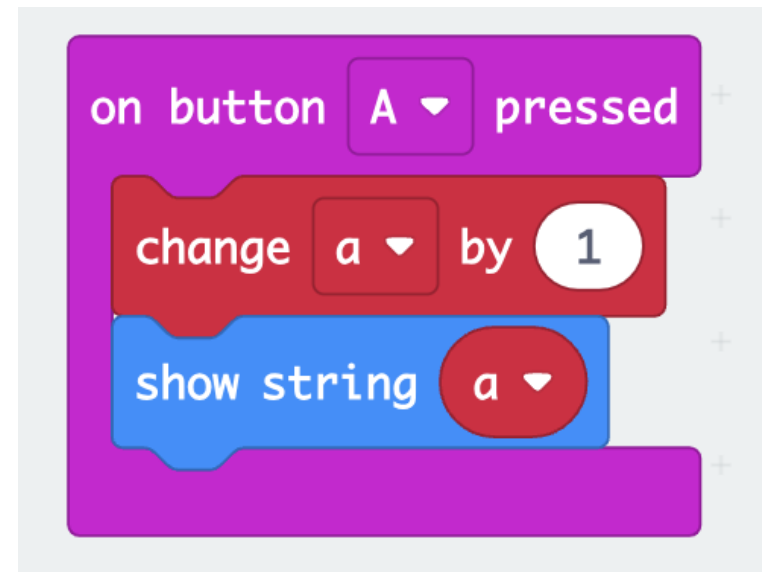 on button A pressed
change a by 1
show string a